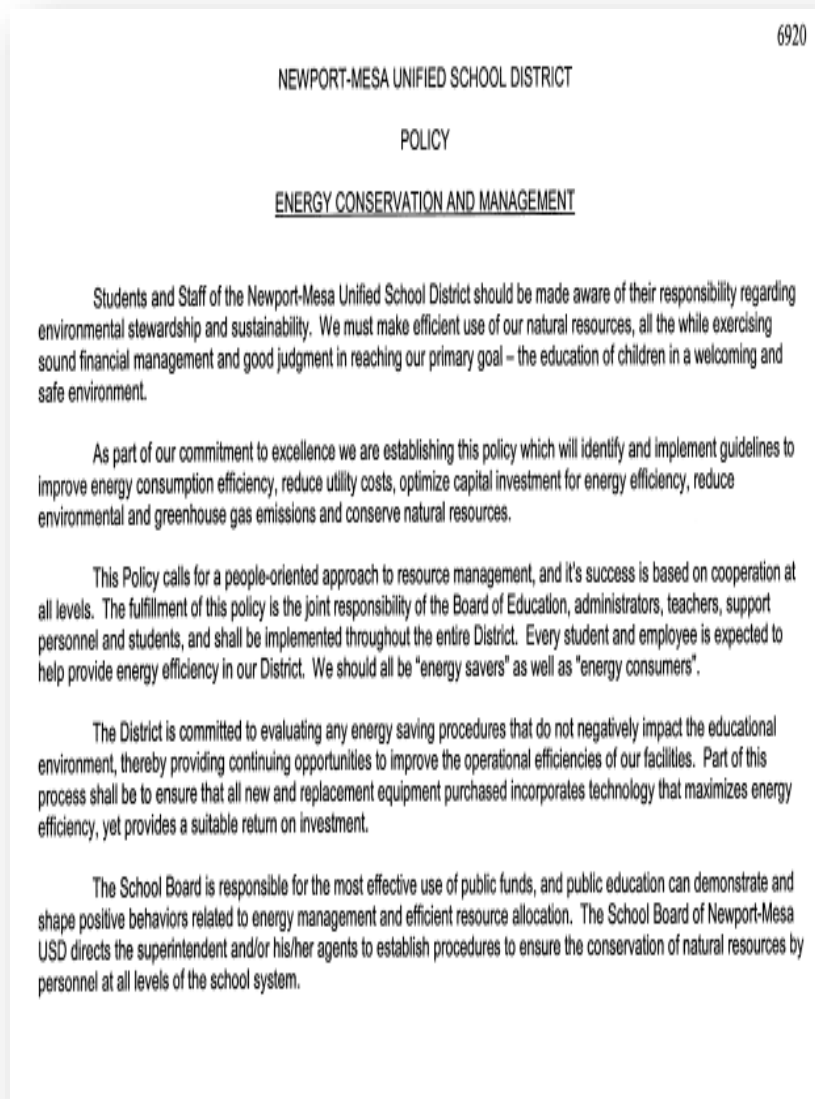 6920
NEWPORT-MESA UNIFIED SCHOOL DISTRICT
POLICY
ENERGY CONSERVATION AND MANAGEMENT
Students and Staff of the Newport-Mesa Unified School District should be made aware of their responsibility regarding
environmental stewardship and sustainability. We must make efficient use of our natural resources, all the while exercising
sound financial management and good judgment in reaching our primary goal – the education of children in a welcoming and
safe environment.
As part of our commitment to excellence we are establishing this policy which will identify and implement guidelines to
improve energy consumption efficiency, reduce utility costs, optimize capital investment for energy efficiency, reduce
environmental and greenhouse gas emissions and conserve natural resources.
This Policy calls for a people-oriented approach to resource management, and it's success is based on cooperation at
all levels. The fulfillment of this policy is the joint responsibility of the Board of Education, administrators, teachers, support
personnel and students, and shall be implemented throughout the entire District. Every student and employee is expected to
help provide energy efficiency in our District. We should all be "energy savers" as well as "energy consumers".
The District is committed to evaluating any energy saving procedures that do not negatively impact the educational
environment, thereby providing continuing opportunities to improve the operational efficiencies of our facilities. Part of this
process shall be to ensure that all new and replacement equipment purchased incorporates technology that maximizes energy
efficiency, yet provides a suitable return on investment.
The School Board is responsible for the most effective use of public funds, and public education can demonstrate and
shape positive behaviors related to energy management and efficient resource allocation. The School Board of Newport-Mesa
USD directs the superintendent and/or his/her agents to establish procedures to ensure the conservation of natural resources by
personnel at all levels of the school system.